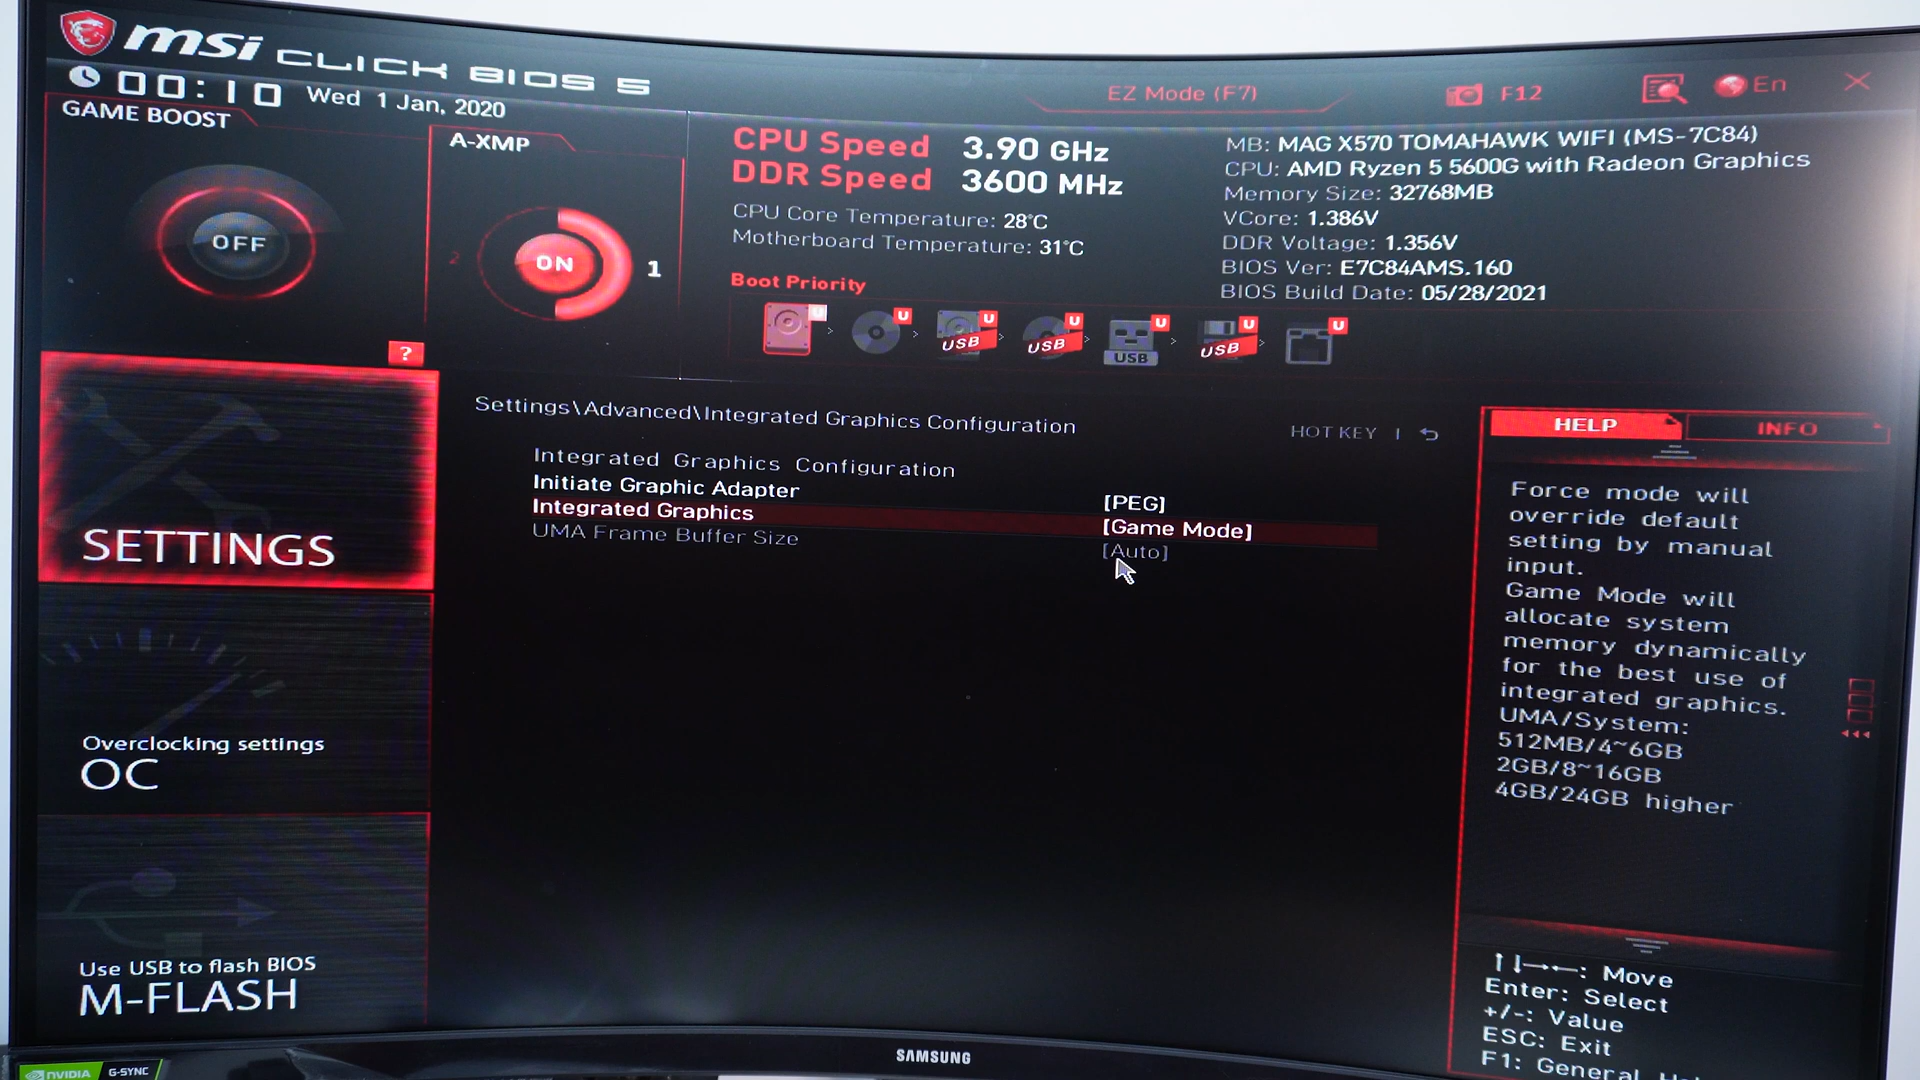 msi CLICK BIOS 5
00:10 Wed 1 Jan, 2020
EZ Mode (F7)
F12
En
GAME BOOST
OFF
A-XMP
2
ON
1
?
CPU Speed 3.90 GHz
DDR Speed 3600 MHz
CPU Core Temperature: 28°C
Motherboard Temperature: 31°C
MB: MAG X570 TOMAHAWK WIFI (MS-7C84)
CPU: AMD Ryzen 5 5600G with Radeon Graphics
Memory Size: 32768MB
VCore: 1.386V
DDR Voltage: 1.356V
BIOS Ver: E7C84AMS.160
BIOS Build Date: 05/28/2021
Boot Priority
U U U U U U U
USB USB USB USB
SETTINGS
Overclocking settings
OC
Use USB to flash BIOS
M-FLASH
Settings\Advanced\Integrated Graphics Configuration
HOT KEY |
Integrated Graphics Configuration
Initiate Graphic Adapter [PEG]
Integrated Graphics [Game Mode]
UMA Frame Buffer Size [Auto]
HELP
INFO
Force mode will
override default
setting by manual
input.
Game Mode will
allocate system
memory dynamically
for the best use of
integrated graphics.
UMA/System:
512MB/4~6GB
2GB/8~16GB
4GB/24GB higher
↑↓→←: Move
Enter: Select
+/-: Value
ESC: Exit
F1: General
SAMSUNG
NVIDIA G-SYNC